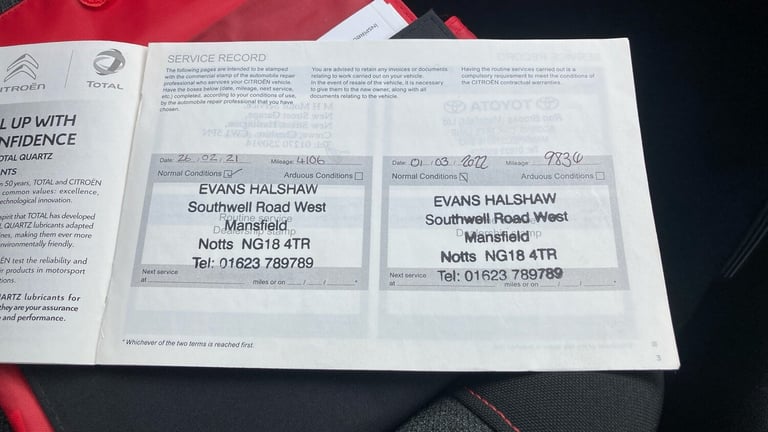 CITROËN
TOTAL
L UP WITH
NFIDENCE
OTAL QUARTZ
NTS
n 50 years, TOTAL and CITROËN
common values: excellence,
technological innovation.
spirit that TOTAL has developed
QUARTZ lubricants adapted
ines, making them ever more
environmentally friendly.
ËN test the reliability and
r products in motorsport
tions.
ARTZ lubricants for
they are your assurance
and performance.
SERVICE RECORD
The following pages are intended to be stamped
with the commercial stamp of the automobile repair
professional who services your CITROËN vehicle.
Have the boxes below (date, mileage, next service,
etc.) completed, according to your conditions of use,
by the automobile repair professional that you have
chosen.
You are advised to retain any invoices or documents
relating to work carried out on your vehicle.
In the event of resale of the vehicle, it is necessary
to give them to the new owner, along with all
documents relating to the vehicle.
Having the routine services carried out is a
compulsory requirement to meet the conditions of
the CITROËN contractual warranties.
Date: 26.02.21 Mileage: 4106
Normal Conditions Arduous Conditions
EVANS HALSHAW
Southwell Road West
Routine service
Mansfield
Dealership stamp
Notts NG18 4TR
Tel: 01623 789789
Next service
at miles or on / / *
Date: 01.03.2022 Mileage: 9834
Normal Conditions Arduous Conditions
EVANS HALSHAW
Southwell Road West
Mansfield
Notts NG18 4TR
Tel: 01623 789789
Next service
at miles or on / / *
* Whichever of the two terms is reached first.
3